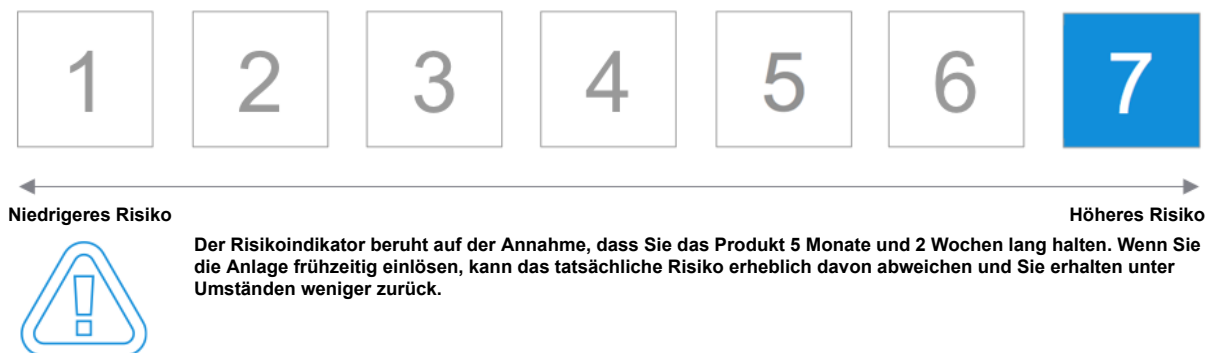 1 2 3 4 5 6 7
Niedrigeres Risiko Höheres Risiko
Der Risikoindikator beruht auf der Annahme, dass Sie das Produkt 5 Monate und 2 Wochen lang halten. Wenn Sie
die Anlage frühzeitig einlösen, kann das tatsächliche Risiko erheblich davon abweichen und Sie erhalten unter
Umständen weniger zurück.